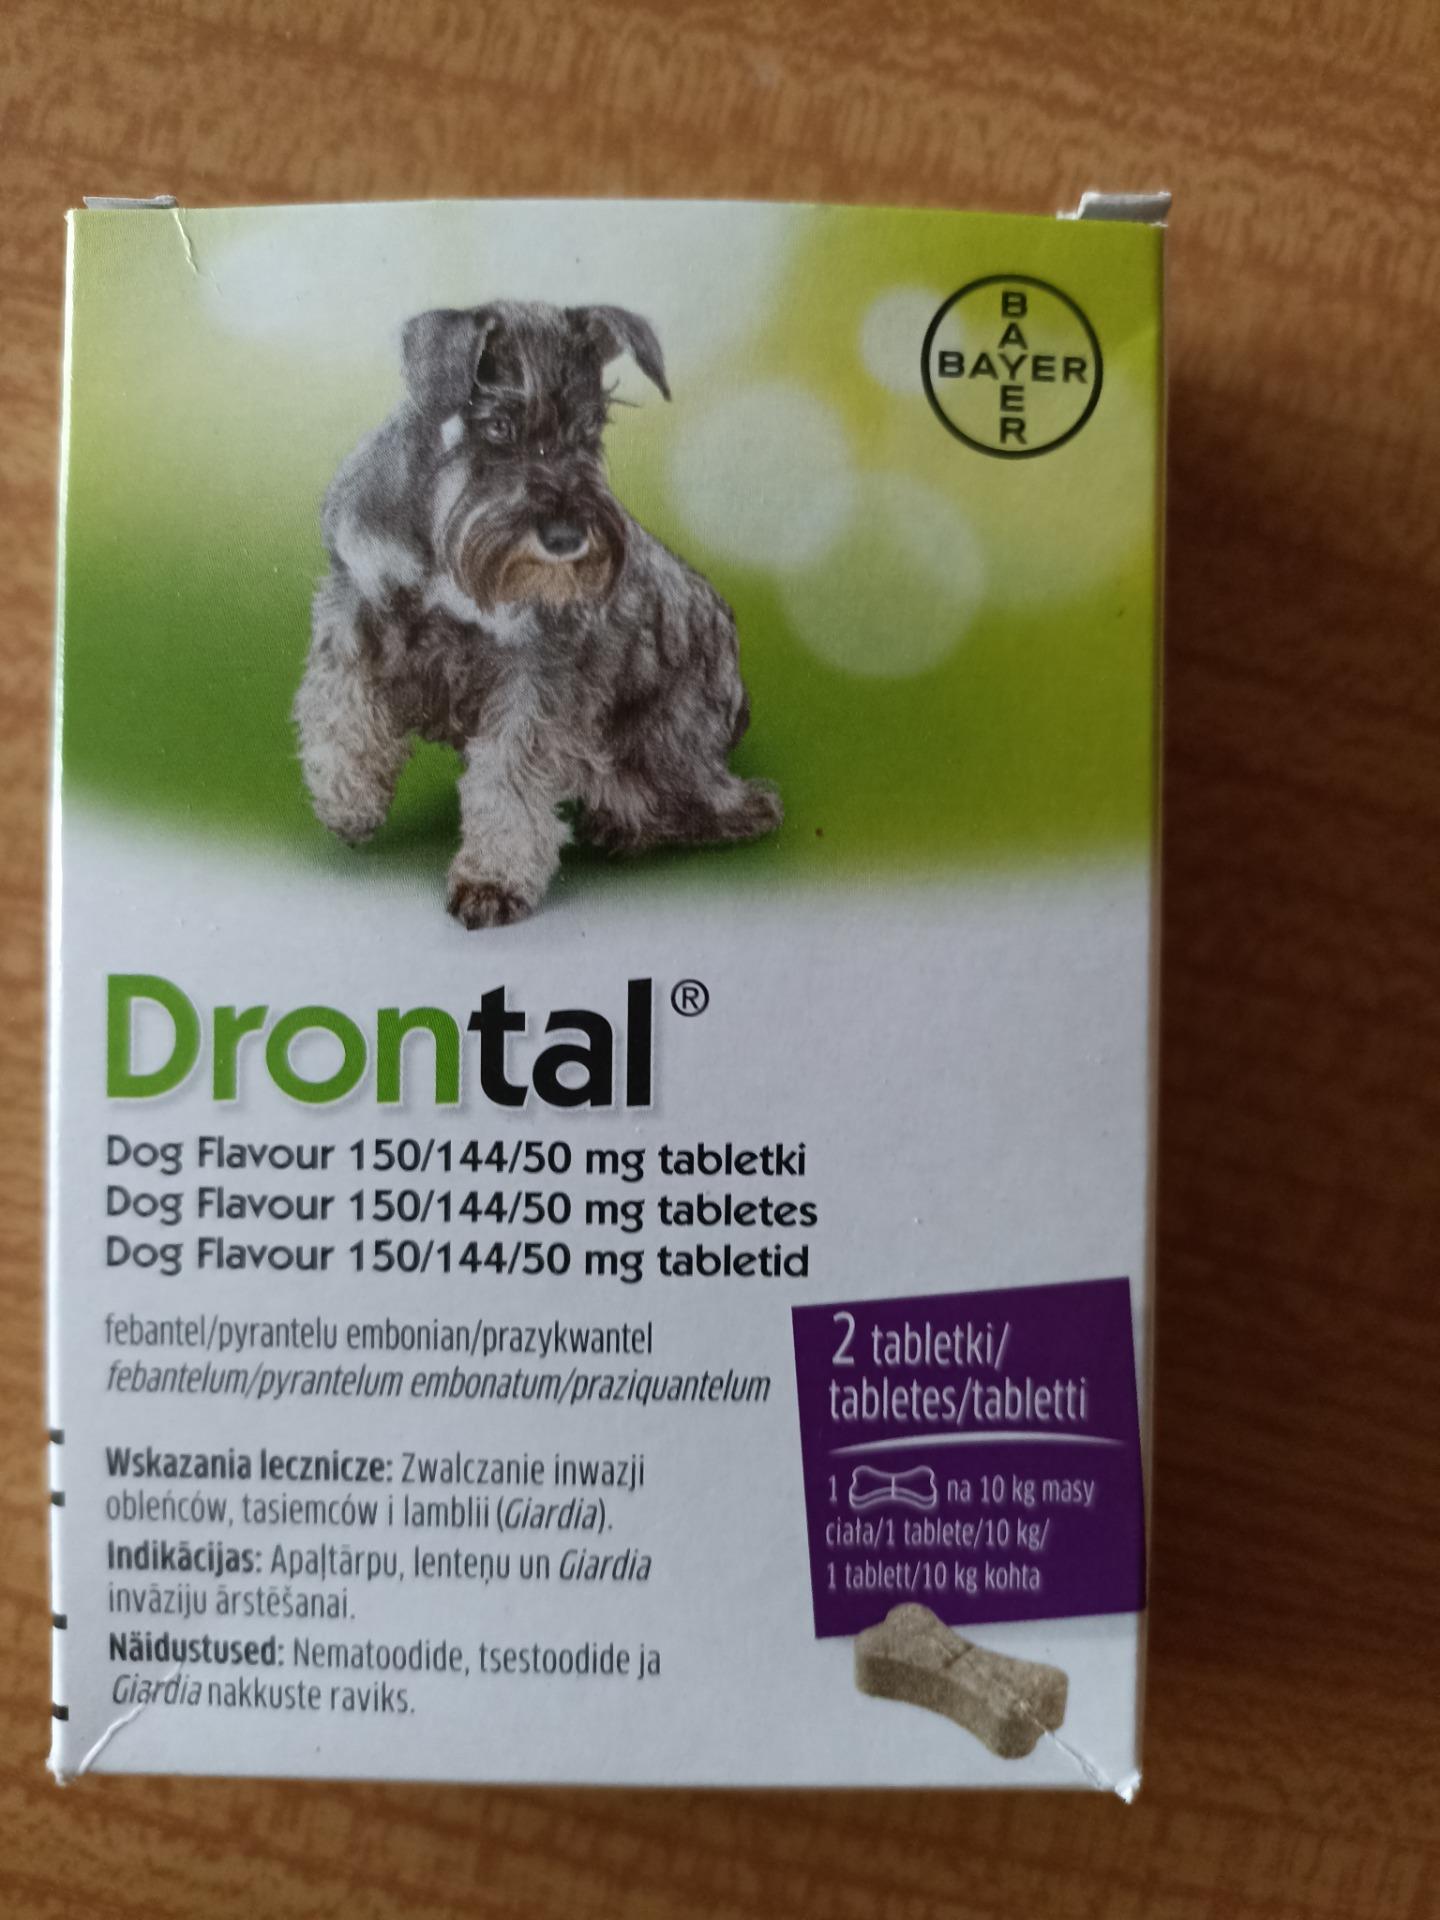 BAYER
BAYER
Drontal®
Dog Flavour 150/144/50 mg tabletki
Dog Flavour 150/144/50 mg tabletes
Dog Flavour 150/144/50 mg tabletid
febantel/pyrantelu embonian/prazykwantel
febantelum/pyrantelum embonatum/praziquantelum
Wskazania lecznicze: Zwalczanie inwazji
obleńców, tasiemców i lamblii (Giardia).
Indikācijas: Apaļtārpu, lenteņu un Giardia
invāziju ārstēšanai.
Näidustused: Nematoodide, tsestoodide ja
Giardia nakkuste raviks.
2 tabletki/
tabletes/tabletti
1 na 10 kg masy
ciała/1 tablete/10 kg/
1 tablett/10 kg kohta